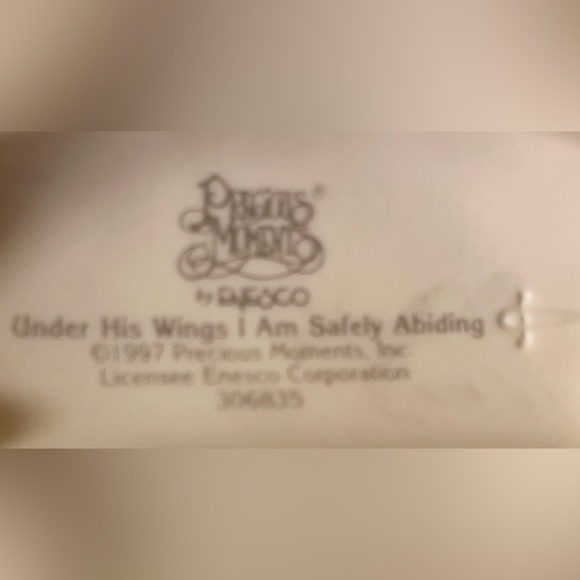 PRECIOUS
MOMENTS®
by ENESCO
Under His Wings I Am Safely Abiding
©1997 Precious Moments, Inc.
Licensee Enesco Corporation
306835